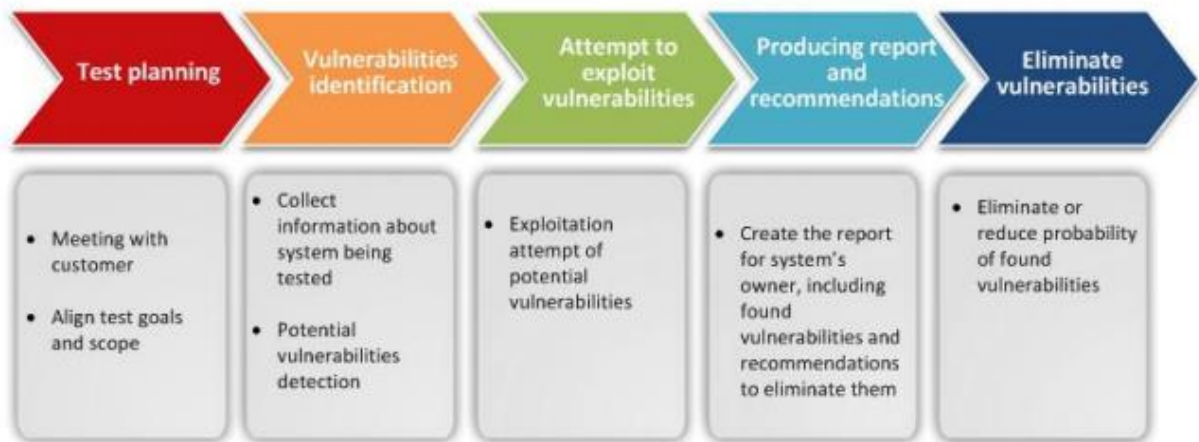 Test planning
Vulnerabilities
identification
Attempt to
exploit
vulnerabilities
Producing report
and
recommendations
Eliminate
vulnerabilities
• Meeting with
customer
• Align test goals
and scope
• Collect
information about
system being
tested
• Potential
vulnerabilities
detection
• Exploitation
attempt of
potential
vulnerabilities
• Create the report
for system's
owner, including
found
vulnerabilities and
recommendations
to eliminate them
• Eliminate or
reduce probability
of found
vulnerabilities